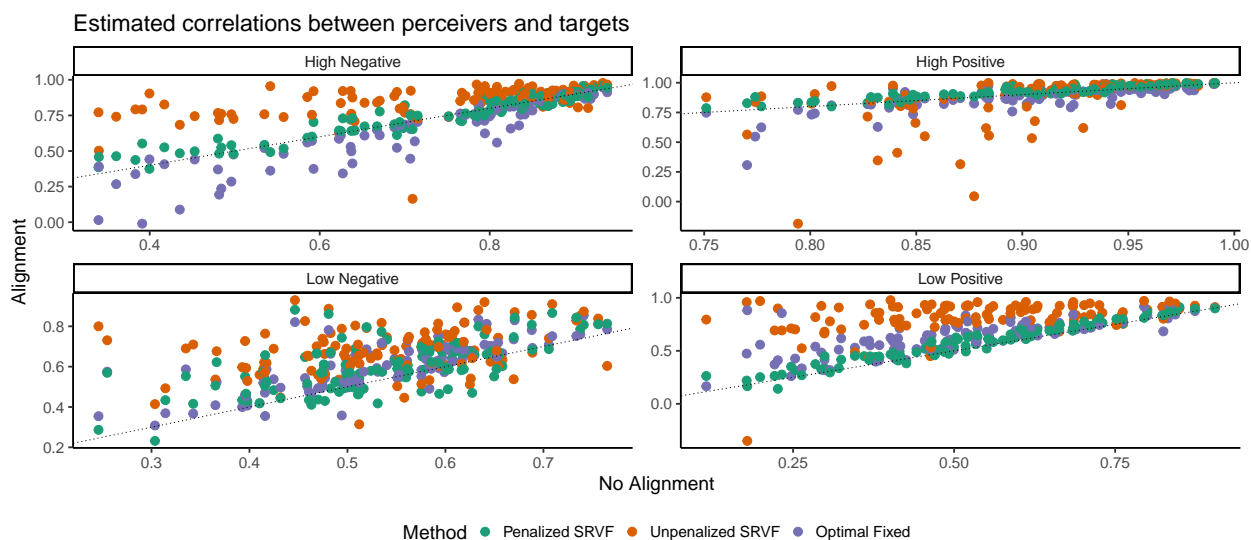 Estimated correlations between perceivers and targets
High Negative
High Positive
1.00
0.75
0.50
0.25
0.00
0.4 0.6 0.8
1.00
0.75
0.50
0.25
0.00
0.75 0.80 0.85 0.90 0.95 1.00
Alignment
Low Negative
Low Positive
0.8
0.6
0.4
0.2
0.3 0.4 0.5 0.6 0.7
1.0
0.5
0.0
0.25 0.50 0.75
No Alignment
Method Penalized SRVF Unpenalized SRVF Optimal Fixed